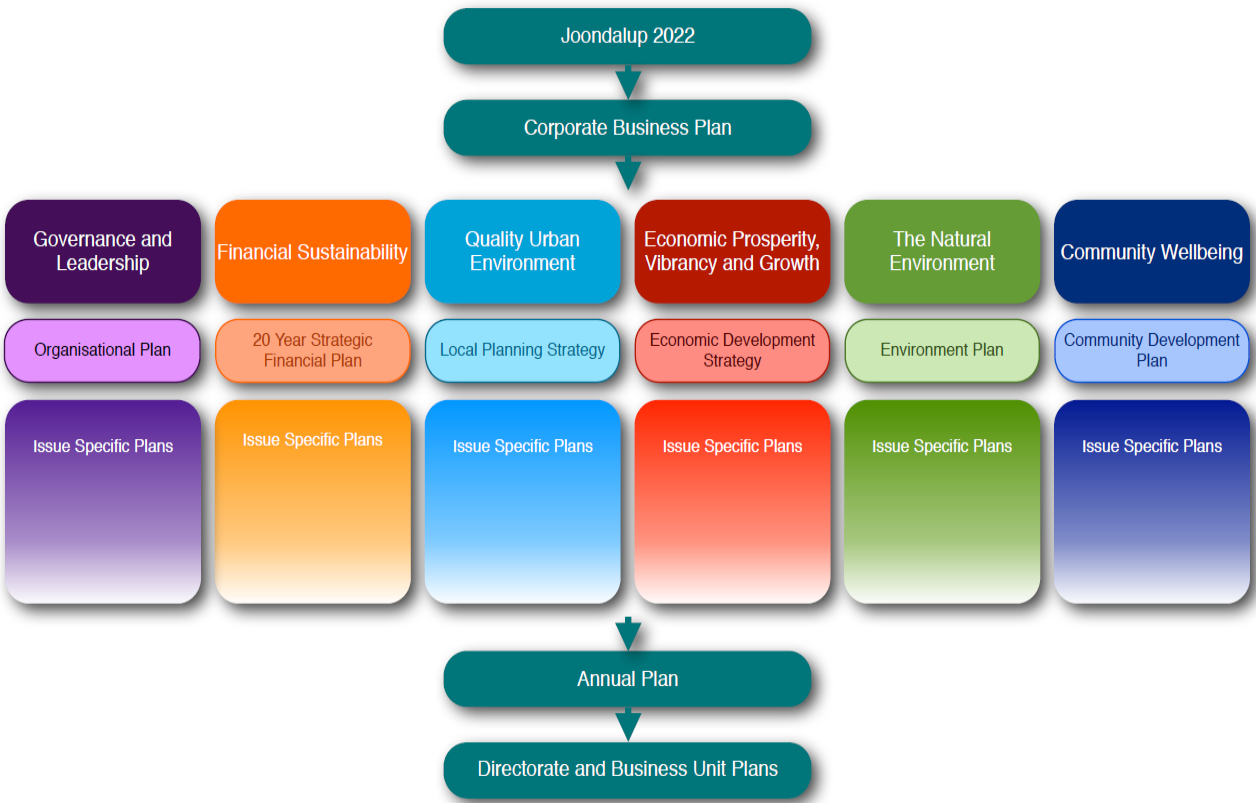 Joondalup 2022
Corporate Business Plan
Governance and
Leadership
Financial Sustainability
Quality Urban
Environment
Economic Prosperity,
Vibrancy and Growth
The Natural
Environment
Community Wellbeing
Organisational Plan
20 Year Strategic
Financial Plan
Local Planning Strategy
Economic Development
Strategy
Environment Plan
Community Development
Plan
Issue Specific Plans
Issue Specific Plans
Issue Specific Plans
Issue Specific Plans
Issue Specific Plans
Issue Specific Plans
Annual Plan
Directorate and Business Unit Plans